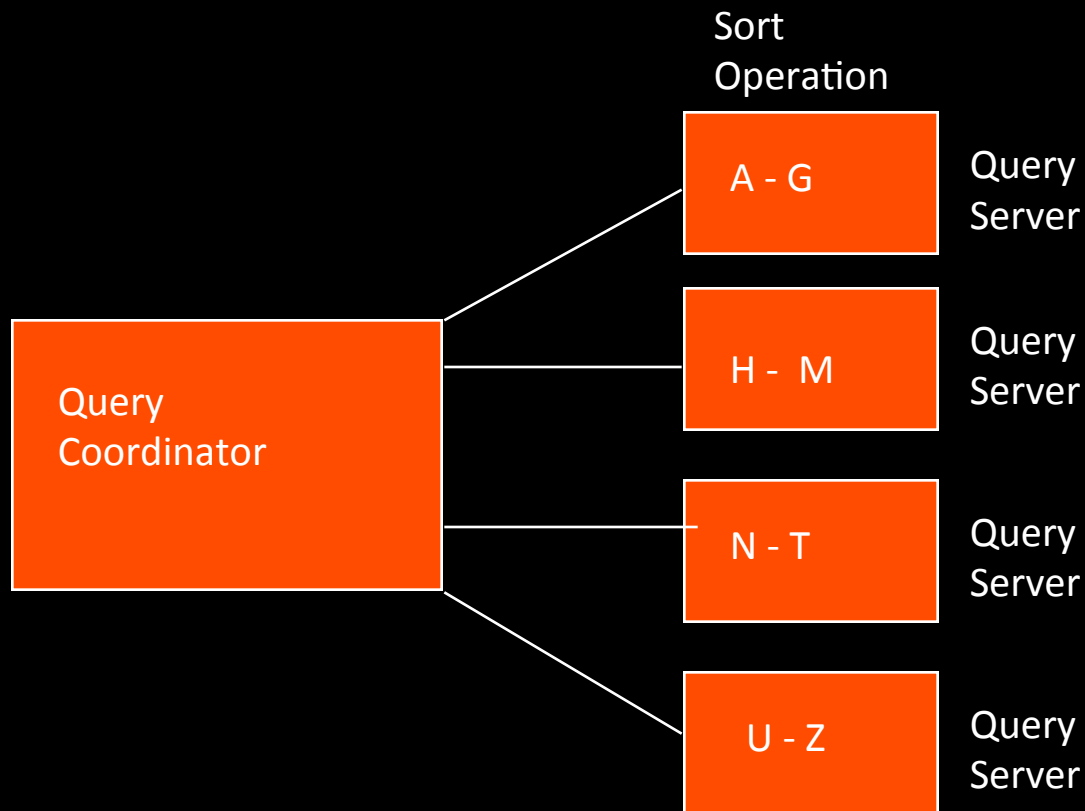 Sort
Operation
A - G
Query
Server
Query
Coordinator
H -  M
Query
Server
N - T
Query
Server
U - Z
Query
Server